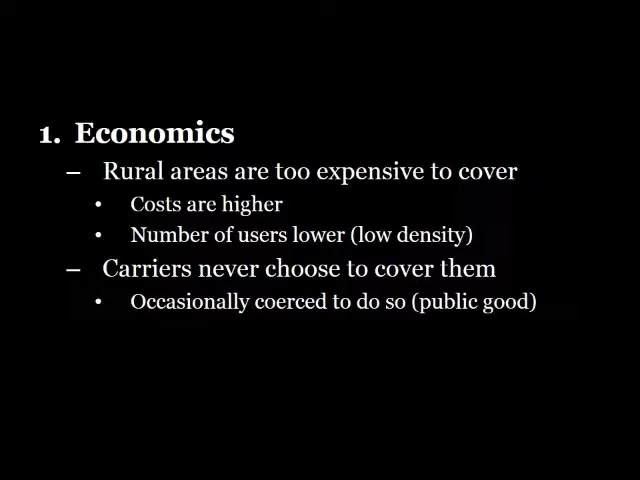 1. Economics
– Rural areas are too expensive to cover
• Costs are higher
• Number of users lower (low density)
– Carriers never choose to cover them
• Occasionally coerced to do so (public good)